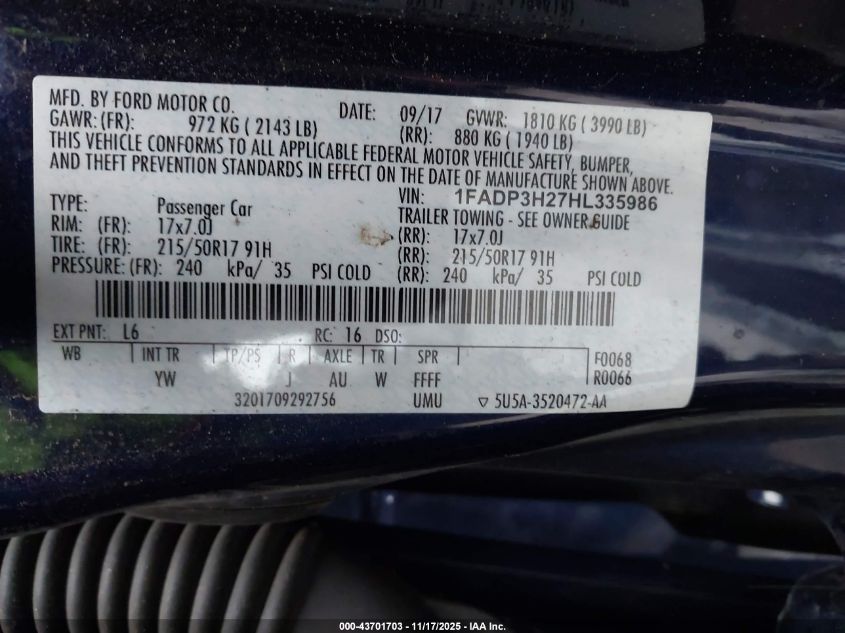 MFD. BY FORD MOTOR CO. DATE: 09/17 GVWR: 1810 KG ( 3990 LB)
GAWR: (FR): 972 KG ( 2143 LB) (RR): 880 KG ( 1940 LB)
THIS VEHICLE CONFORMS TO ALL APPLICABLE FEDERAL MOTOR VEHICLE SAFETY, BUMPER,
AND THEFT PREVENTION STANDARDS IN EFFECT ON THE DATE OF MANUFACTURE SHOWN ABOVE.
VIN: 1FADP3H27HL335986
TYPE: Passenger Car TRAILER TOWING - SEE OWNER GUIDE
RIM: (FR): 17x7.0J (RR): 17x7.0J
TIRE: (FR): 215/50R17 91H (RR): 215/50R17 91H
PRESSURE: (FR): 240 kPa/ 35 PSI COLD (RR): 240 kPa/ 35 PSI COLD
EXT PNT: L6 RC: 16 DSO:
WB INT TR TP/PS R AXLE TR SPR F0068
YW J AU W FFFF R0066
3201709292756 UMU ▽ 5U5A-3520472-AA
000-43701703 - 11/17/2025 - IAA Inc.